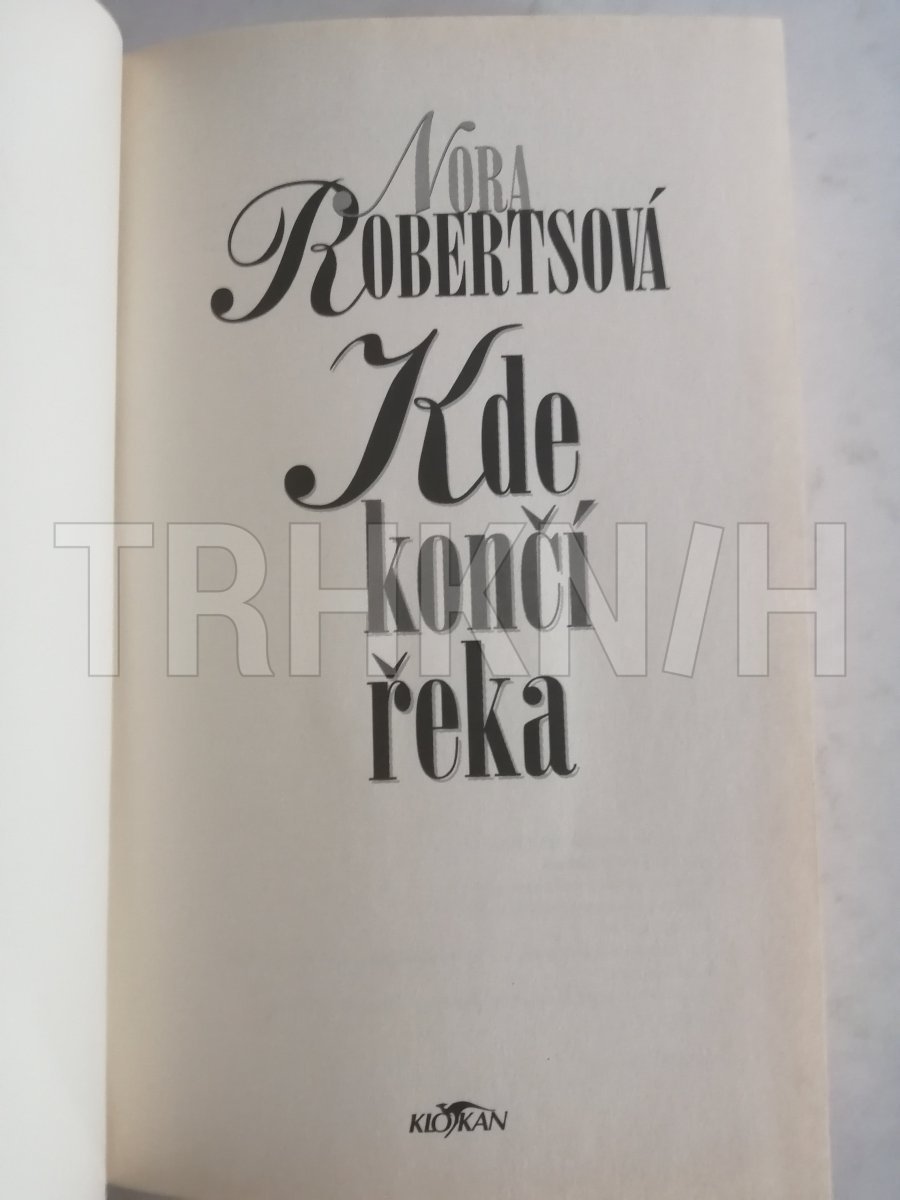 NORA
ROBERTSOVÁ
Kde
končí
řeka
TRHKNIH
KLOKAN